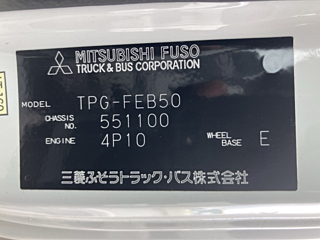 MITSUBISHI FUSO
TRUCK & BUS CORPORATION
MODEL TPG-FEB50
CHASSIS NO. 551100
ENGINE 4P10 WHEEL BASE E
三菱ふそうトラック・バス株式会社